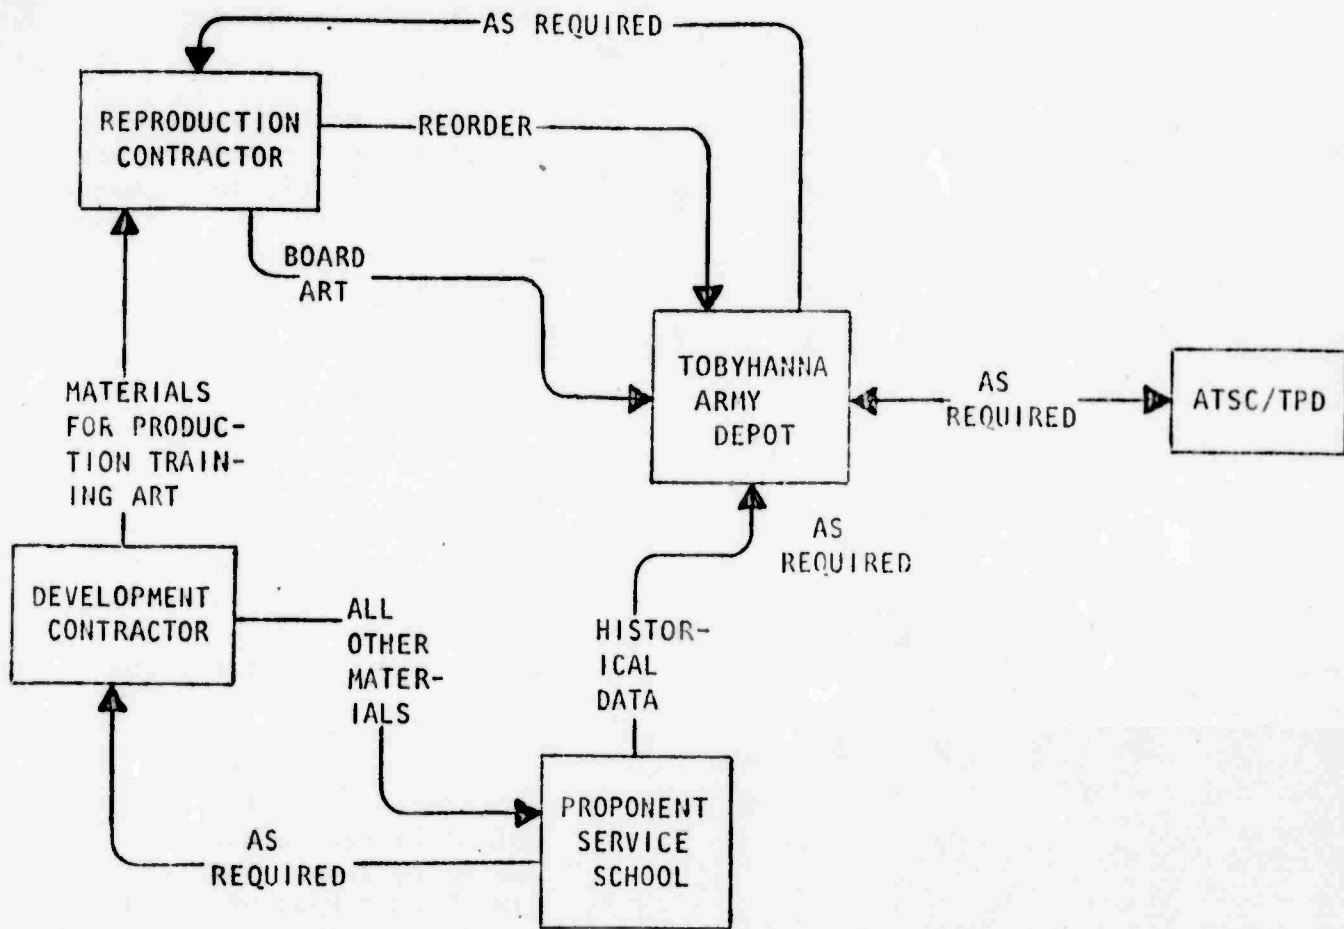 AS REQUIRED
REPRODUCTION
CONTRACTOR
REORDER
BOARD
ART
TOBYHANNA
ARMY
DEPOT
AS
REQUIRED
ATSC/TPD
MATERIALS
FOR PRODUC-
TION TRAIN-
ING ART
AS
REQUIRED
DEVELOPMENT
CONTRACTOR
ALL
OTHER
MATER-
IALS
HISTOR-
ICAL
DATA
PROPONENT
SERVICE
SCHOOL
AS
REQUIRED